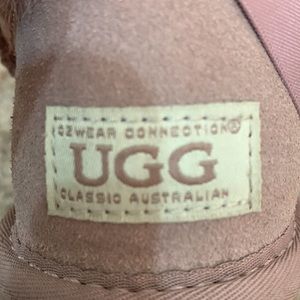 OZWEAR CONNECTION®
UGG
CLASSIC AUSTRALIAN